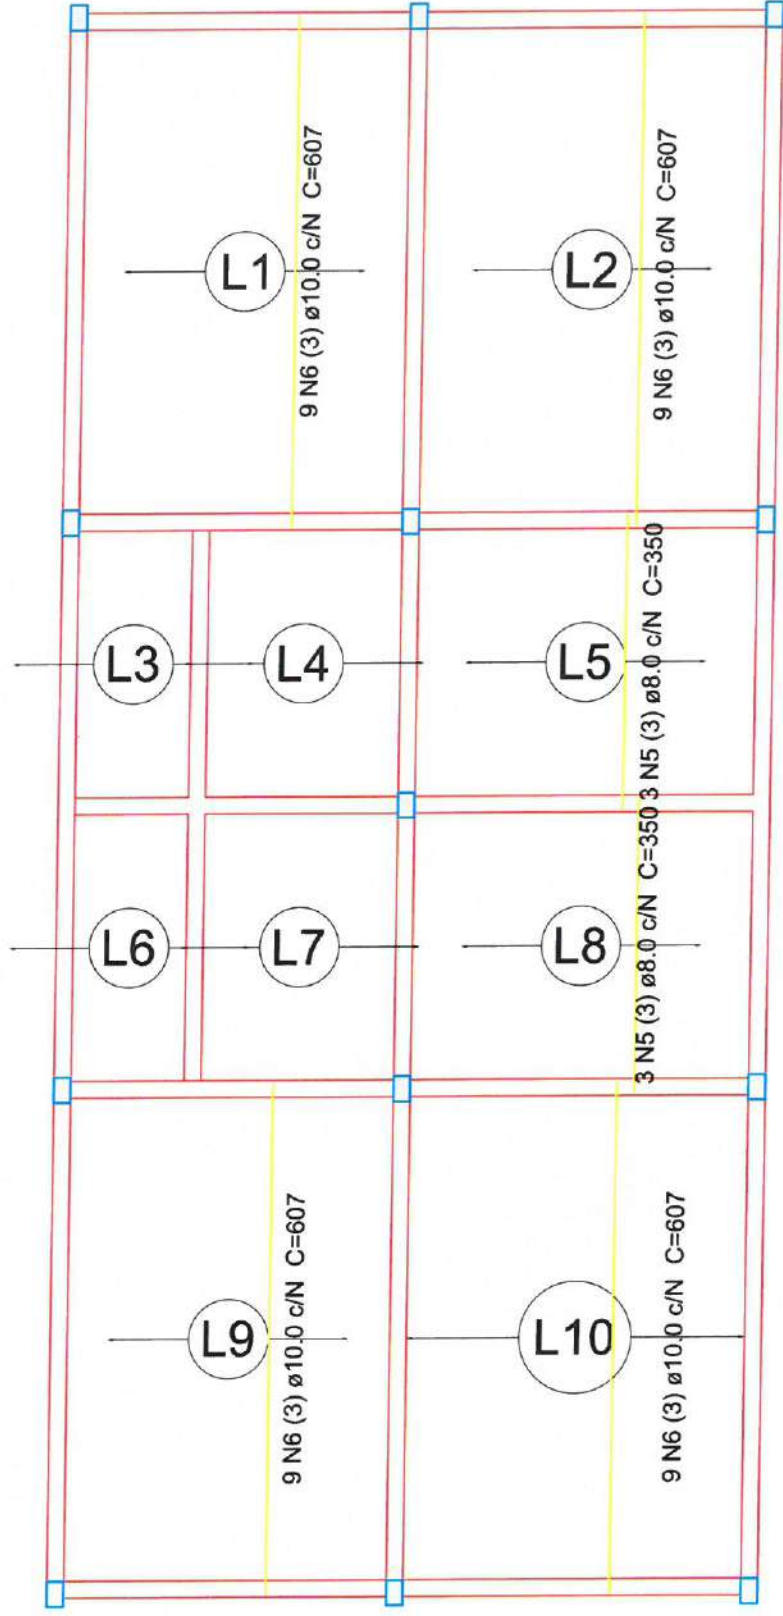 L1
9 N6 (3) ø10.0 c/N C=607
L2
9 N6 (3) ø10.0 c/N C=607
L3
L4
L5
3 N5 (3) ø8.0 c/N C=350
L6
L7
L8
3 N5 (3) ø8.0 c/N C=350
L9
9 N6 (3) ø10.0 c/N C=607
L10
9 N6 (3) ø10.0 c/N C=607